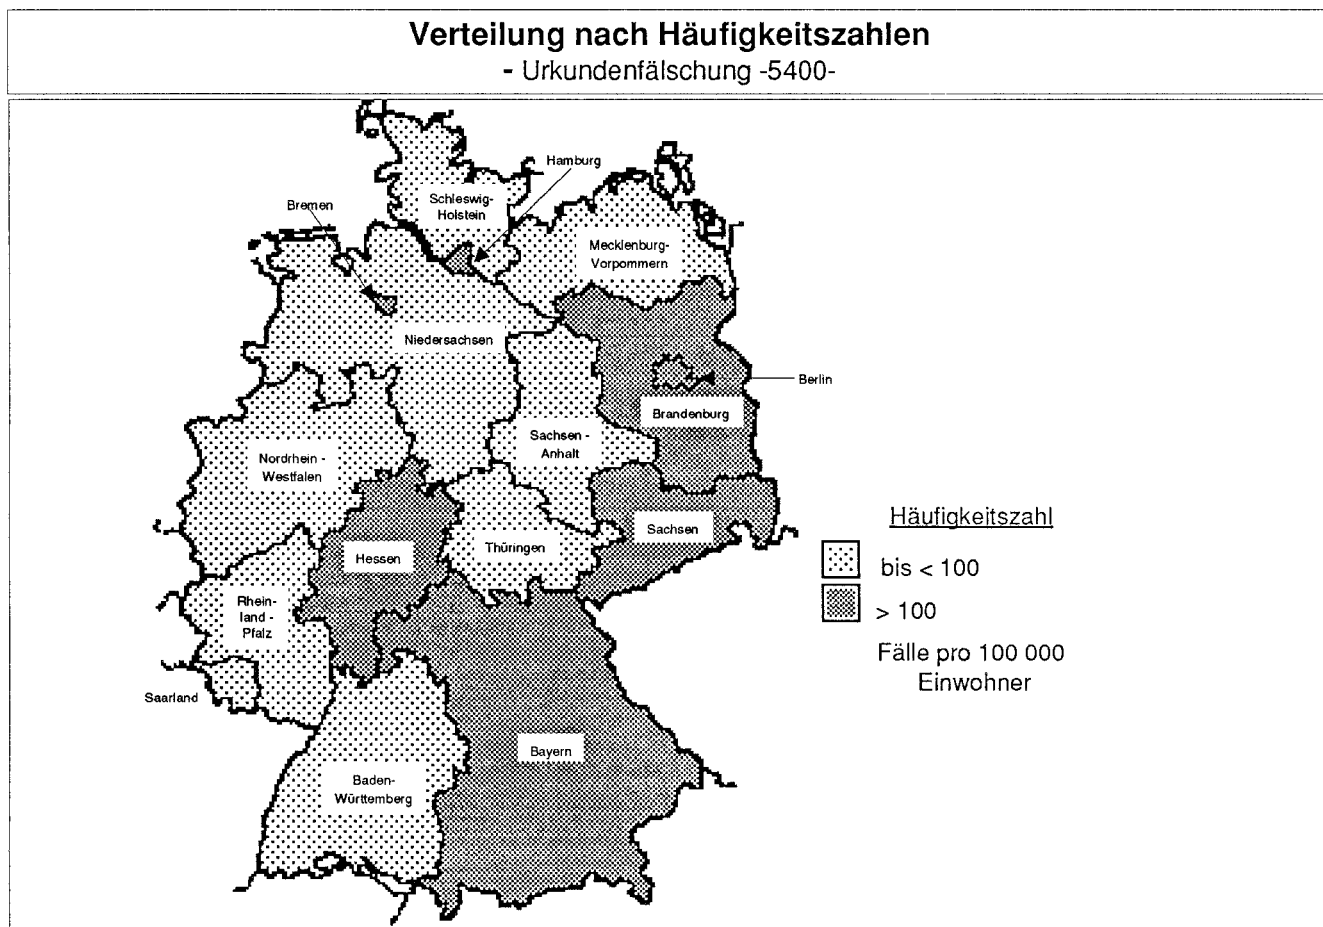 Verteilung nach Häufigkeitszahlen
- Urkundenfälschung -5400-
Hamburg
Schleswig-
Holstein
Bremen
Mecklenburg-
Vorpommern
Niedersachsen
Berlin
Brandenburg
Sachsen -
Anhalt
Nordrhein -
Westfalen
Sachsen
Thüringen
Hessen
Rhein-
land -
Pfalz
Saarland
Bayern
Baden-
Württemberg
Häufigkeitszahl
bis < 100
> 100
Fälle pro 100 000
Einwohner